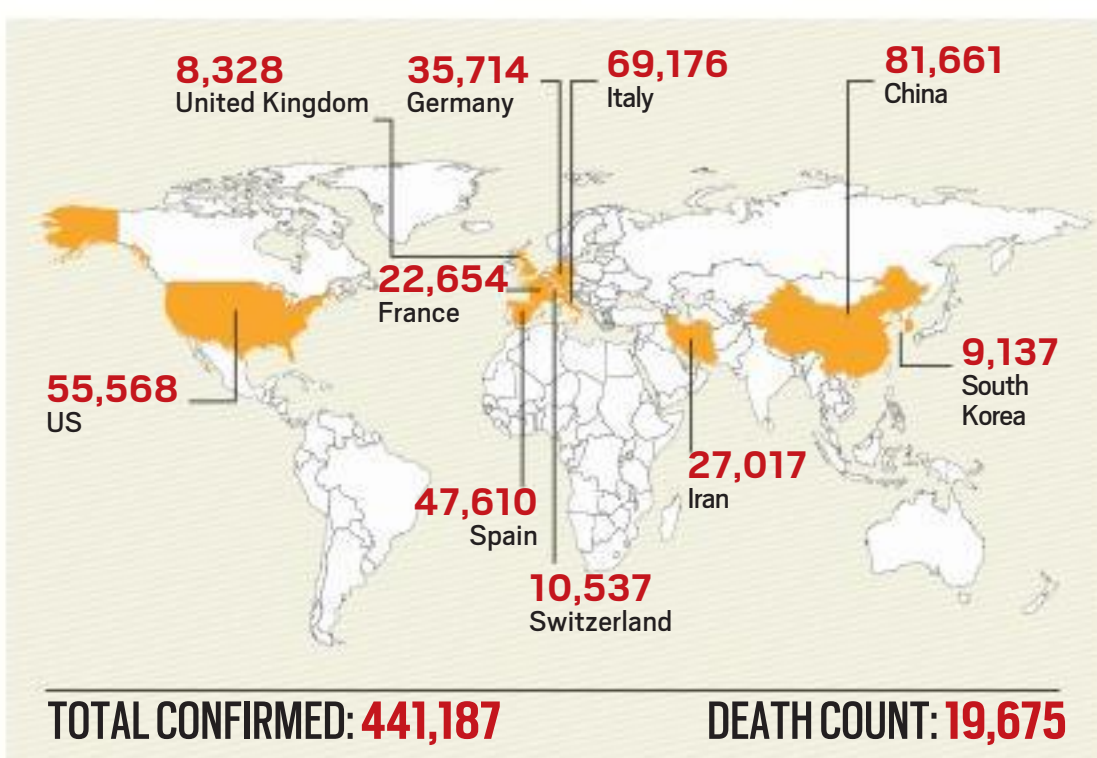 8,328
United Kingdom
35,714
Germany
69,176
Italy
81,661
China
22,654
France
55,568
US
9,137
South
Korea
27,017
Iran
47,610
Spain
10,537
Switzerland
TOTAL CONFIRMED: 441,187
DEATH COUNT: 19,675